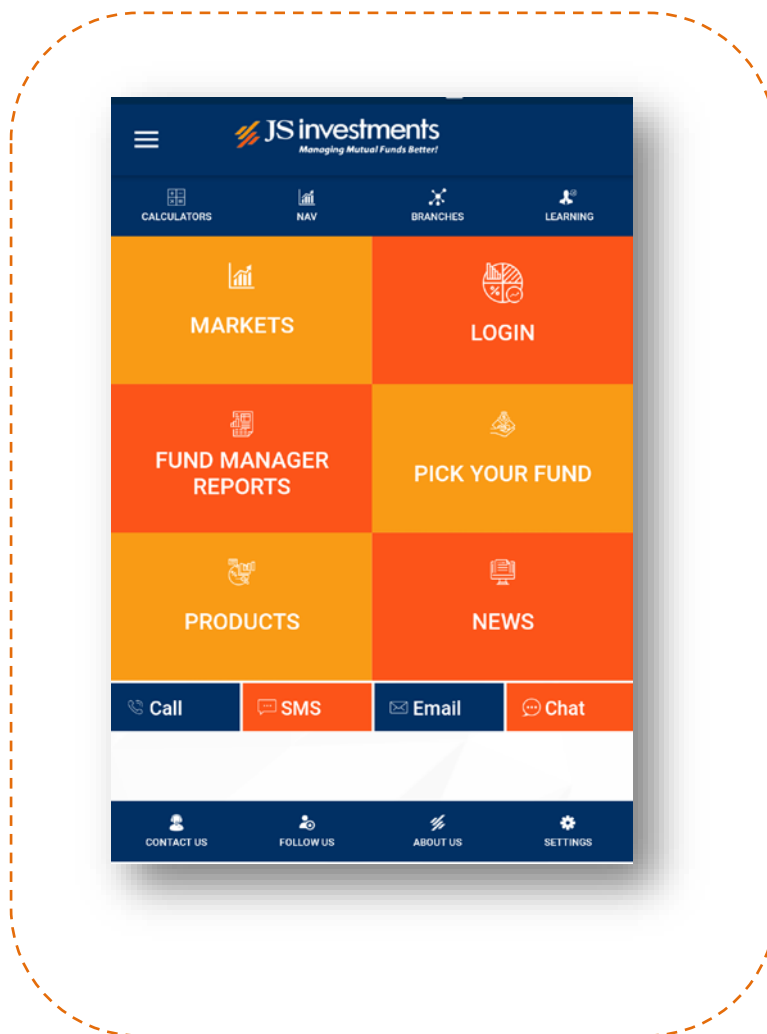 JS investments
Managing Mutual Funds Better!
CALCULATORS NAV BRANCHES LEARNING
MARKETS
LOGIN
FUND MANAGER
REPORTS
PICK YOUR FUND
PRODUCTS
NEWS
Call SMS Email Chat
CONTACT US FOLLOW US ABOUT US SETTINGS